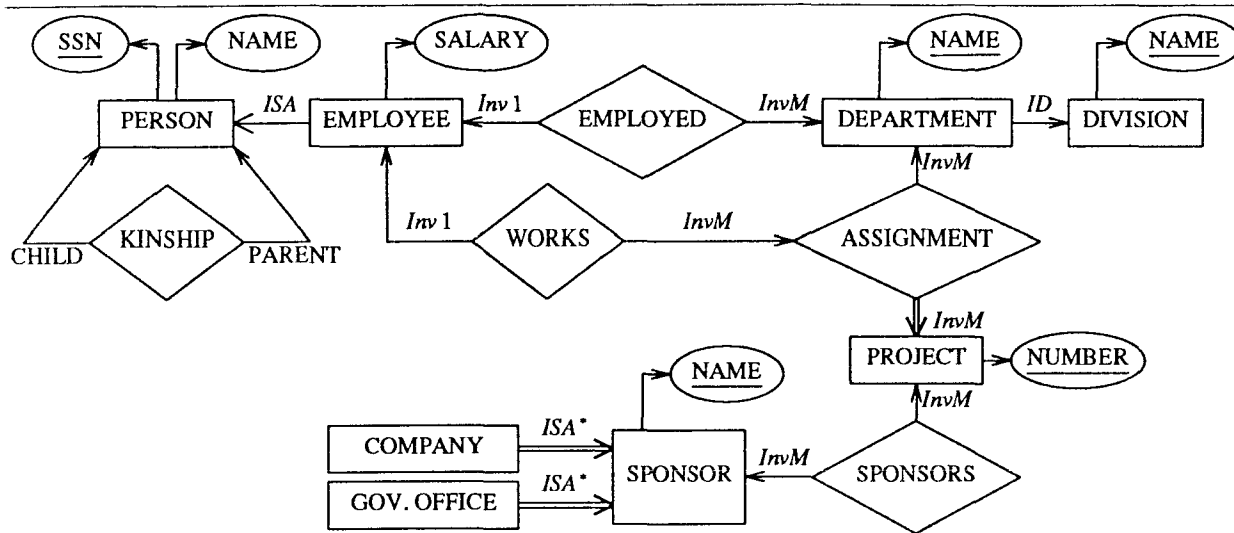 SSN
NAME
SALARY
NAME
NAME
PERSON
ISA
EMPLOYEE
Inv 1
EMPLOYED
InvM
DEPARTMENT
ID
DIVISION
InvM
CHILD
KINSHIP
PARENT
Inv 1
WORKS
InvM
ASSIGNMENT
InvM
PROJECT
NUMBER
InvM
NAME
COMPANY
ISA*
SPONSOR
InvM
SPONSORS
GOV. OFFICE
ISA*